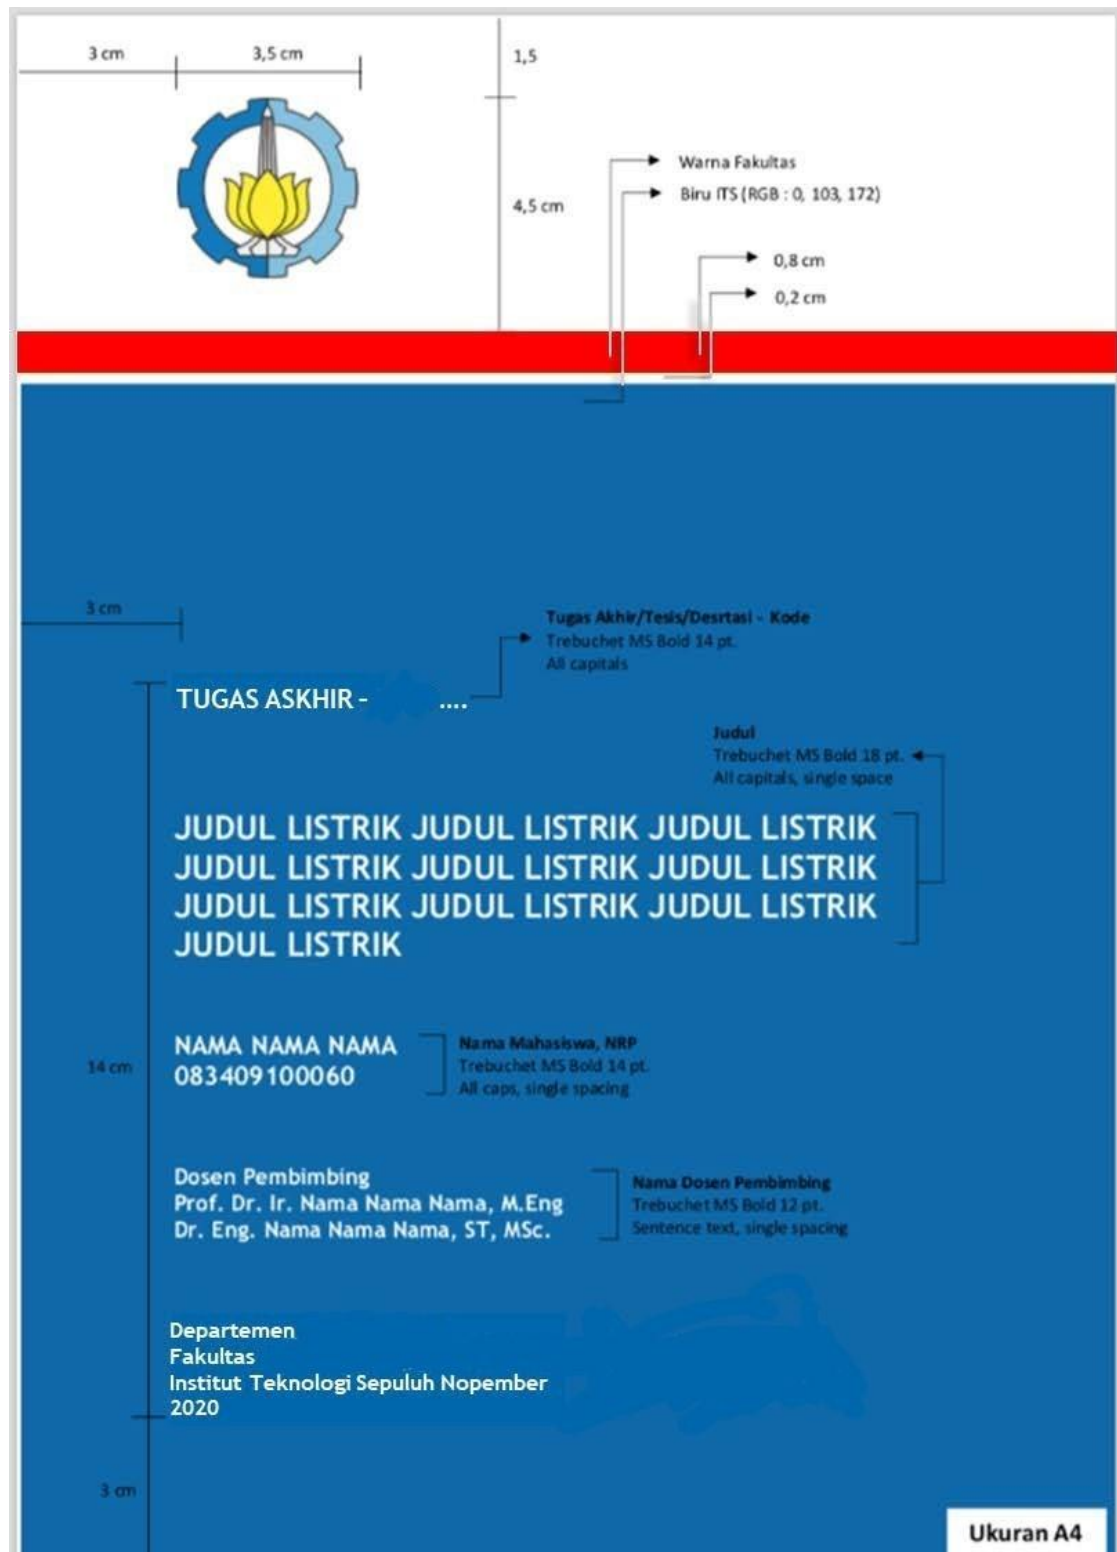 3 cm
3,5 cm
1,5
4,5 cm
Warna Fakultas
Biru ITS (RGB : 0, 103, 172)
0,8 cm
0,2 cm
3 cm
Tugas Akhir/Tesis/Desrtasi - Kode
Trebuchet MS Bold 14 pt.
All capitals
TUGAS ASKHIR - ....
Judul
Trebuchet MS Bold 18 pt.
All capitals, single space
JUDUL LISTRIK JUDUL LISTRIK JUDUL LISTRIK
JUDUL LISTRIK JUDUL LISTRIK JUDUL LISTRIK
JUDUL LISTRIK JUDUL LISTRIK JUDUL LISTRIK
JUDUL LISTRIK
14 cm
NAMA NAMA NAMA
083409100060
Nama Mahasiswa, NRP
Trebuchet MS Bold 14 pt.
All caps, single spacing
Dosen Pembimbing
Prof. Dr. Ir. Nama Nama Nama, M.Eng
Dr. Eng. Nama Nama Nama, ST, MSc.
Nama Dosen Pembimbing
Trebuchet MS Bold 12 pt.
Sentence text, single spacing
Departemen
Fakultas
Institut Teknologi Sepuluh Nopember
2020
3 cm
Ukuran A4